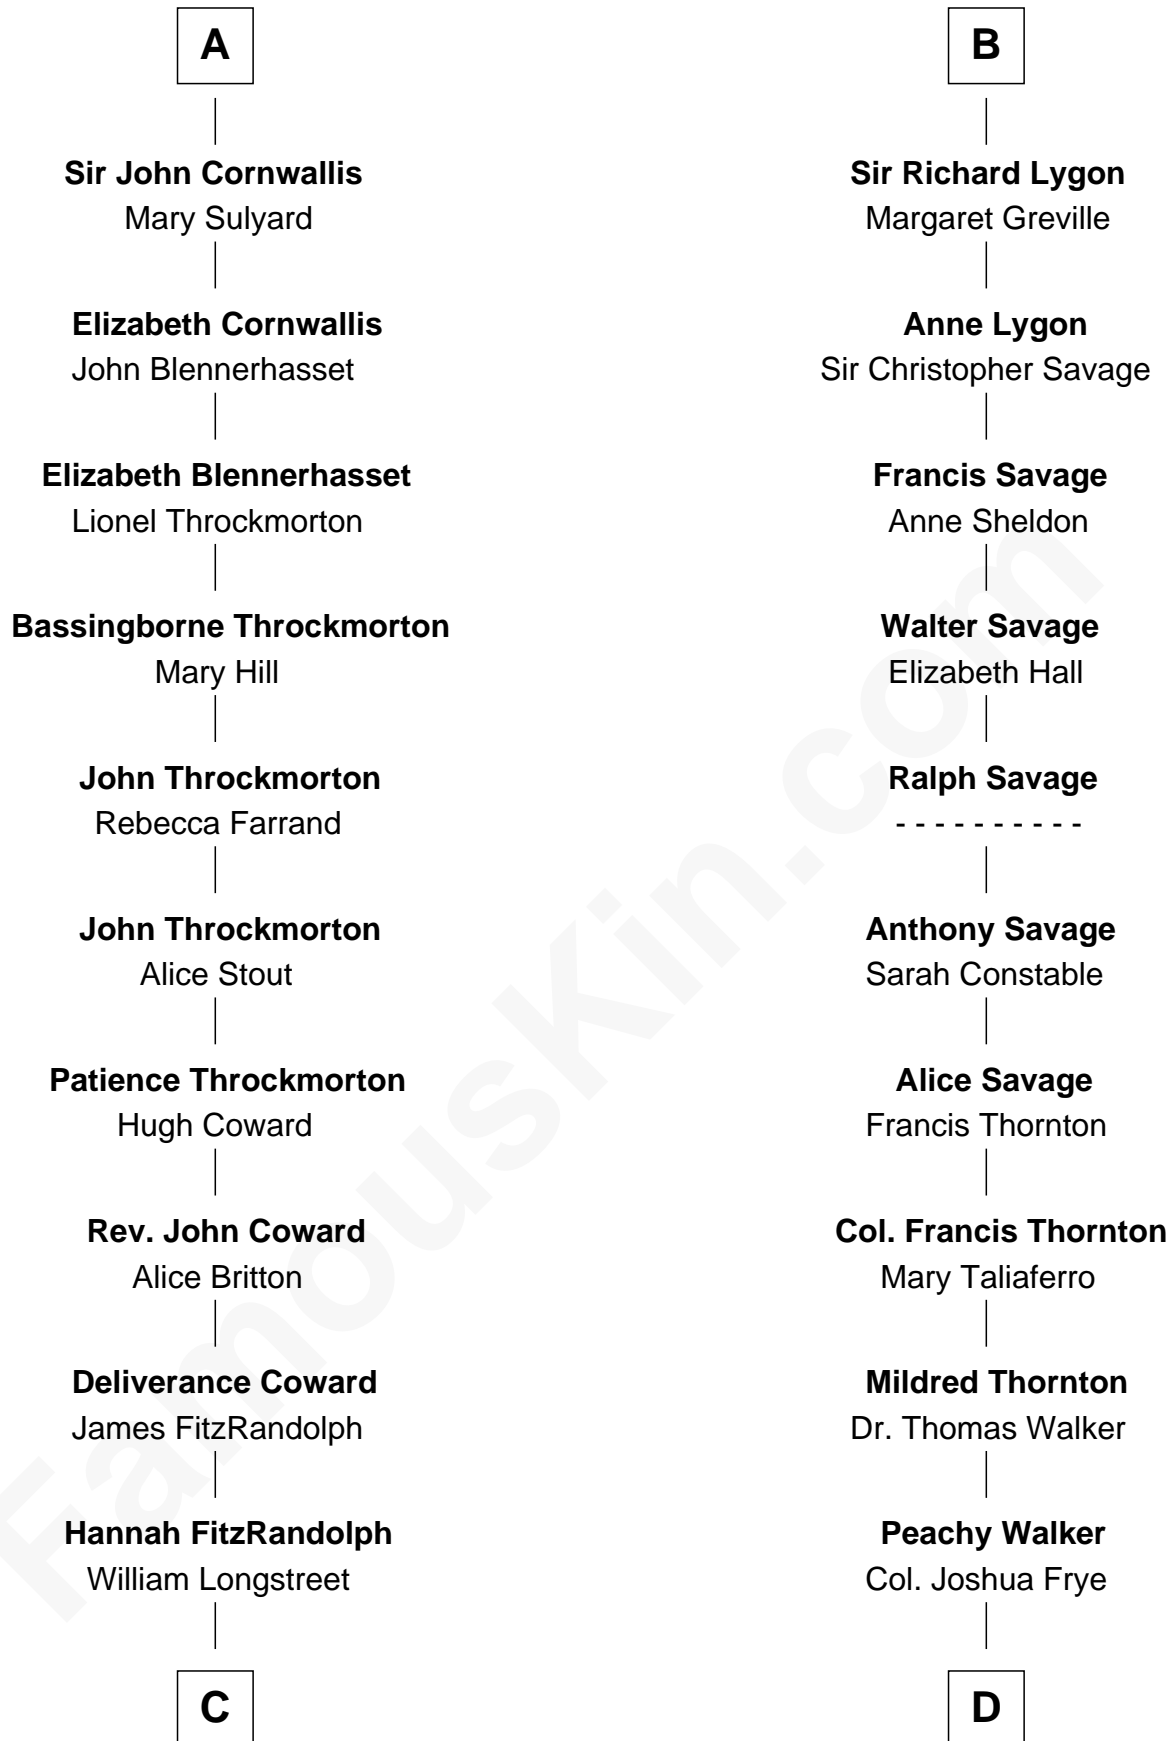 A
Sir John Cornwallis
Mary Sulyard
Elizabeth Cornwallis
John Blennerhasset
Elizabeth Blennerhasset
Lionel Throckmorton
Bassingborne Throckmorton
Mary Hill
John Throckmorton
Rebecca Farrand
John Throckmorton
Alice Stout
Patience Throckmorton
Hugh Coward
Rev. John Coward
Alice Britton
Deliverance Coward
James FitzRandolph
Hannah FitzRandolph
William Longstreet
C
B
Sir Richard Lygon
Margaret Greville
Anne Lygon
Sir Christopher Savage
Francis Savage
Anne Sheldon
Walter Savage
Elizabeth Hall
Ralph Savage
- - - - - - - - - -
Anthony Savage
Sarah Constable
Alice Savage
Francis Thornton
Col. Francis Thornton
Mary Taliaferro
Mildred Thornton
Dr. Thomas Walker
Peachy Walker
Col. Joshua Frye
D
FamousKin.com